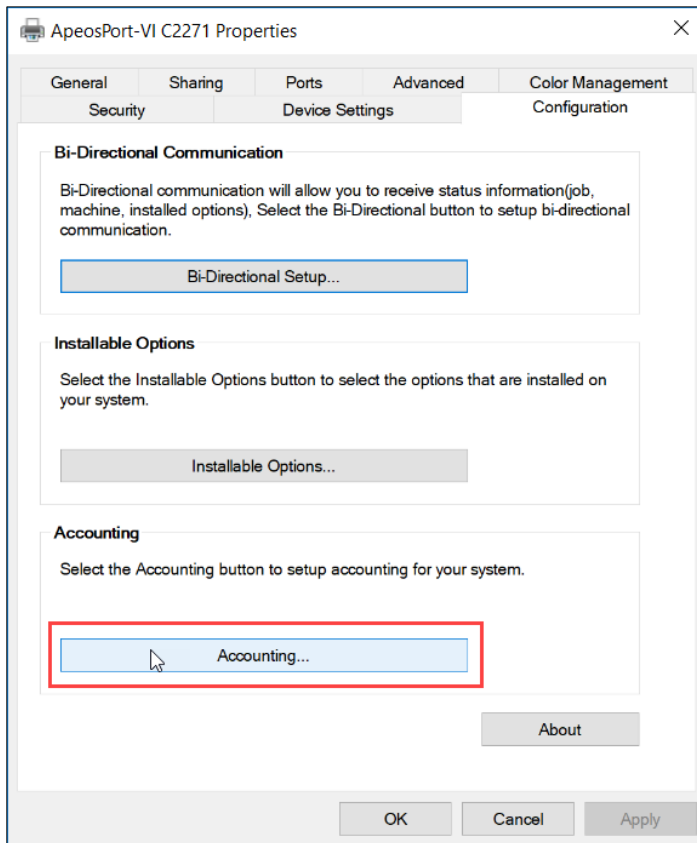 ApeosPort-VI C2271 Properties
General Sharing Ports Advanced Color Management
Security Device Settings Configuration
Bi-Directional Communication
Bi-Directional communication will allow you to receive status information(job,
machine, installed options), Select the Bi-Directional button to setup bi-directional
communication.
Bi-Directional Setup...
Installable Options
Select the Installable Options button to select the options that are installed on
your system.
Installable Options...
Accounting
Select the Accounting button to setup accounting for your system.
Accounting...
About
OK Cancel Apply